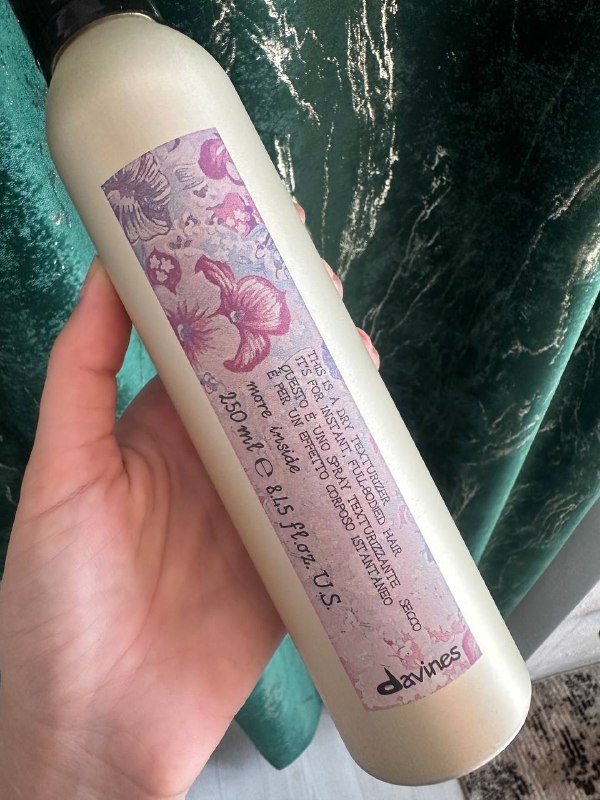 THIS IS A DRY TEXTURIZER
IT'S FOR INSTANT, FULL-BODIED HAIR
QUESTO È UNO SPRAY TEXTURIZZANTE SECCO
È PER UN EFFETTO CORPOSO ISTANTANEO
more inside
250 ml ℮ 8.45 fl.oz. U.S.
davines